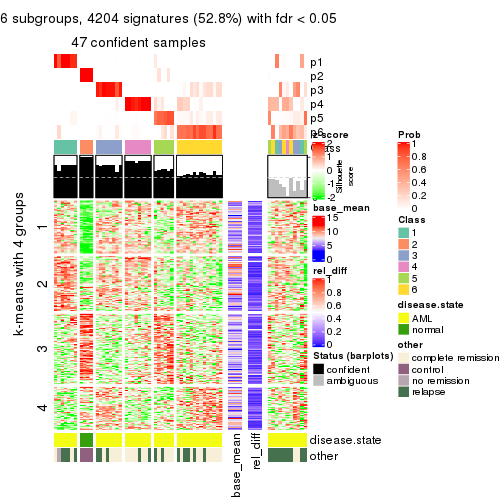 6 subgroups, 4204 signatures (52.8%) with fdr < 0.05
47 confident samples
p1
p2
p3
p4
p5
p6
Class
Silhouette
score
k-means with 4 groups
1
2
3
4
z-score
2
1
0
-1
-2
base_mean
15
10
5
0
rel_diff
1
0.8
0.6
0.4
0.2
0
Status (barplots)
confident
ambiguous
Prob
1
0.8
0.6
0.4
0.2
0
Class
1
2
3
4
5
6
disease.state
AML
normal
other
complete remission
control
no remission
relapse
disease.state
other
base_mean
rel_diff